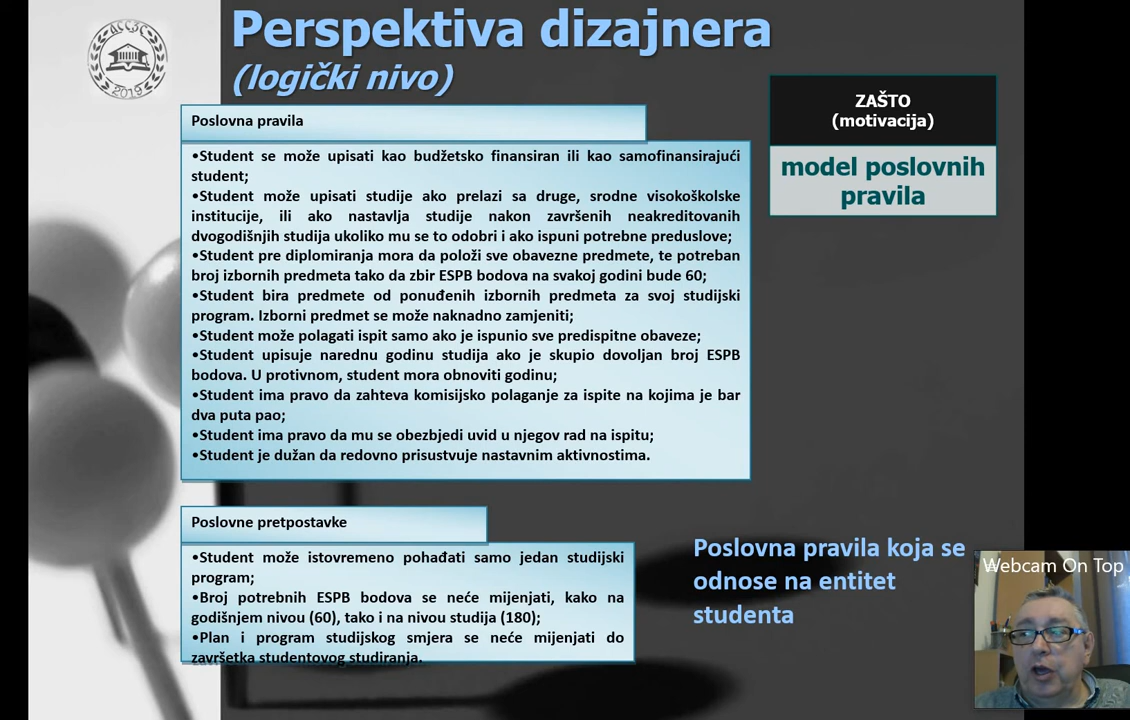 Perspektiva dizajnera
(logički nivo)
2019
ZAŠTO
(motivacija)
model poslovnih
pravila
Poslovna pravila
•Student se može upisati kao budžetsko finansiran ili kao samofinansirajući
student;
•Student može upisati studije ako prelazi sa druge, srodne visokoškolske
institucije, ili ako nastavlja studije nakon završenih neakreditovanih
dvogodišnjih studija ukoliko mu se to odobri i ako ispuni potrebne preduslove;
•Student pre diplomiranja mora da položi sve obavezne predmete, te potreban
broj izbornih predmeta tako da zbir ESPB bodova na svakoj godini bude 60;
•Student bira predmete od ponuđenih izbornih predmeta za svoj studijski
program. Izborni predmet se može naknadno zamjeniti;
•Student može polagati ispit samo ako je ispunio sve predispitne obaveze;
•Student upisuje narednu godinu studija ako je skupio dovoljan broj ESPB
bodova. U protivnom, student mora obnoviti godinu;
•Student ima pravo da zahteva komisijsko polaganje za ispite na kojima je bar
dva puta pao;
•Student ima pravo da mu se obezbjedi uvid u njegov rad na ispitu;
•Student je dužan da redovno prisustvuje nastavnim aktivnostima.
Poslovne pretpostavke
•Student može istovremeno pohađati samo jedan studijski
program;
•Broj potrebnih ESPB bodova se neće mijenjati, kako na
godišnjem nivou (60), tako i na nivou studija (180);
•Plan i program studijskog smjera se neće mijenjati do
završetka studentovog studiranja.
Poslovna pravila koja se
odnose na entitet
studenta
Webcam On Top